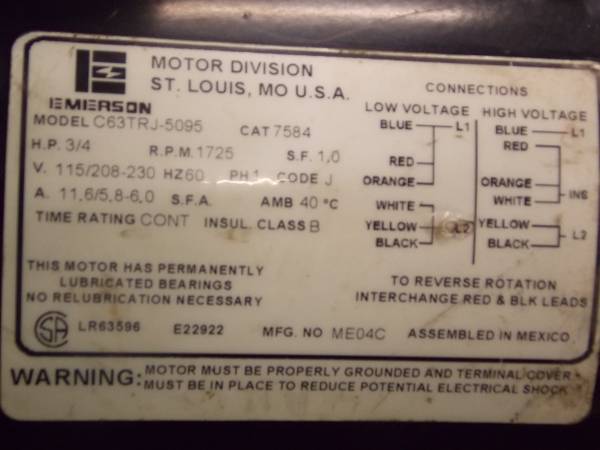 MOTOR DIVISION
ST. LOUIS, MO U.S.A.
EMERSON
MODEL C63TRJ-5095 CAT 7584
H.P. 3/4 R.P.M. 1725 S.F. 1,0
V. 115/208-230 HZ 60 PH 1 CODE J
A. 11,6/5,8-6,0 S.F.A. AMB 40 °C
TIME RATING CONT INSUL. CLASS B
THIS MOTOR HAS PERMANENTLY
LUBRICATED BEARINGS
NO RELUBRICATION NECESSARY
CONNECTIONS
LOW VOLTAGE
BLUE L1
RED
ORANGE
WHITE
YELLOW L2
BLACK
HIGH VOLTAGE
BLUE L1
RED
ORANGE
WHITE INS
YELLOW L2
BLACK
TO REVERSE ROTATION
INTERCHANGE RED & BLK LEADS
SA LR63596 E22922 MFG. NO ME04C ASSEMBLED IN MEXICO
WARNING: MOTOR MUST BE PROPERLY GROUNDED AND TERMINAL COVER
MUST BE IN PLACE TO REDUCE POTENTIAL ELECTRICAL SHOCK